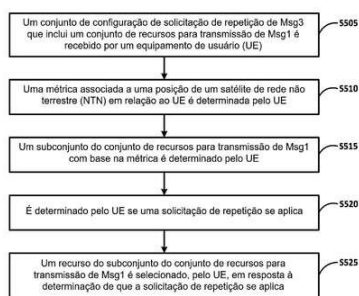 Um conjunto de configuração de solicitação de repetição de Msg3
que inclui um conjunto de recursos para transmissão de Msg1 é
recebido por um equipamento de usuário (UE)
5505
Uma métrica associada a uma posição de um satélite de rede não
terrestre (NTN) em relação ao UE é determinada pelo UE
5510
Um subconjunto do conjunto de recursos para transmissão de Msg1
com base na métrica é determinado pelo UE
5515
É determinado pelo UE se uma solicitação de repetição se aplica
5520
Um recurso do subconjunto do conjunto de recursos para
transmissão de Msg1 é selecionado, pelo UE, em resposta à
determinação de que a solicitação de repetição se aplica
5525